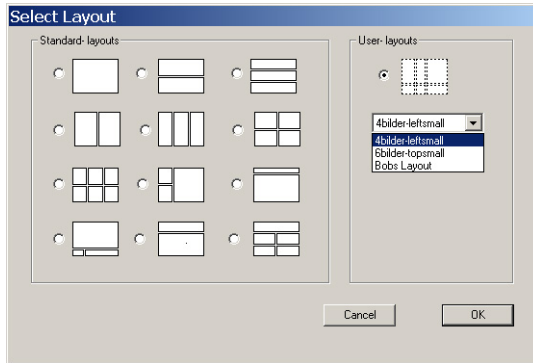 Select Layout
Standard- layouts
User- layouts
4bilder-leftsmall
4bilder-leftsmall
6bilder-topsmall
Bobs Layout
Cancel
OK